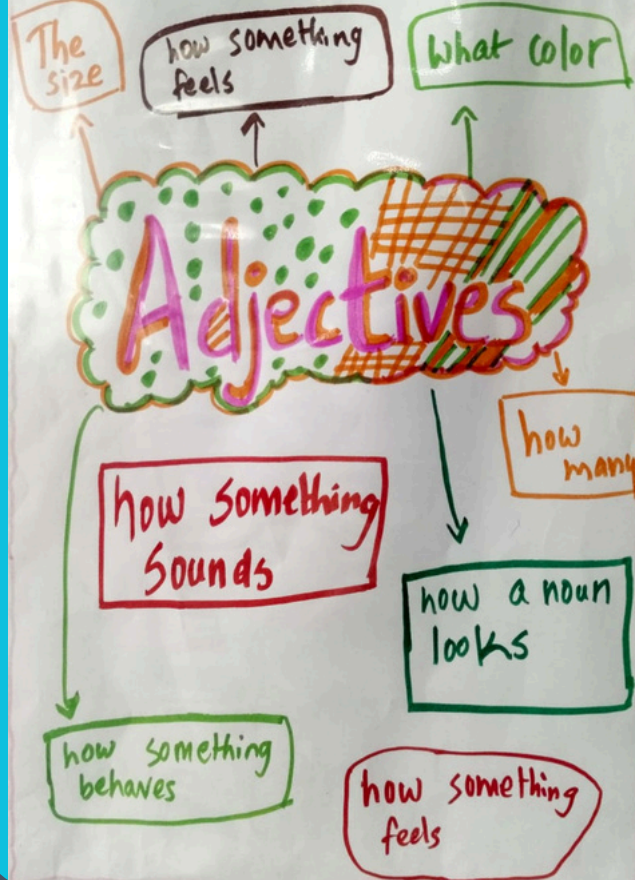 The
size
how something
feels
what color
Adjectives
how
many
how something
sounds
how a noun
looks
how something
behaves
how something
feels